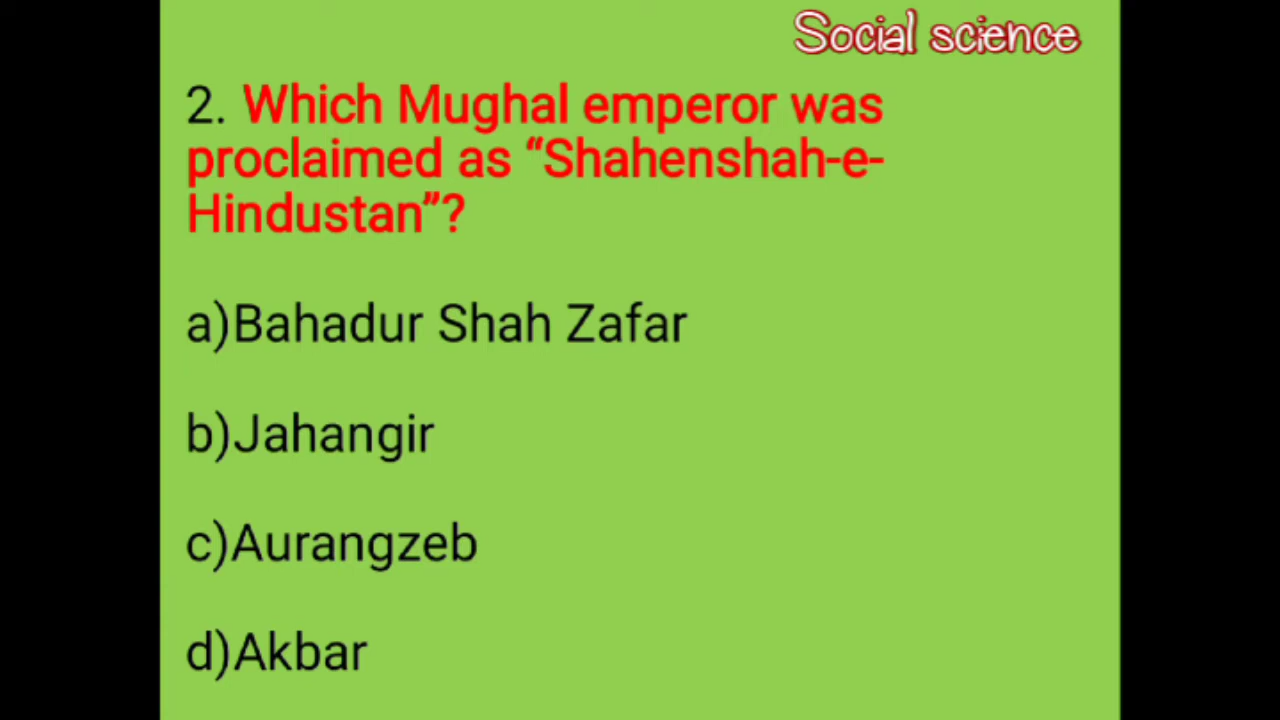 Social science
2. Which Mughal emperor was
proclaimed as “Shahenshah-e-
Hindustan”?
a)Bahadur Shah Zafar
b)Jahangir
c)Aurangzeb
d)Akbar